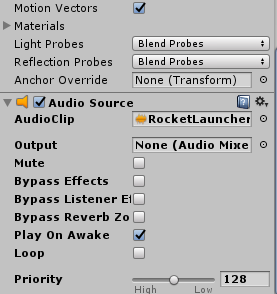 Motion Vectors
Materials
Light Probes Blend Probes
Reflection Probes Blend Probes
Anchor Override None (Transform)
Audio Source
AudioClip RocketLauncher
Output None (Audio Mixe
Mute
Bypass Effects
Bypass Listener Ef
Bypass Reverb Zo
Play On Awake
Loop
Priority 128
High Low